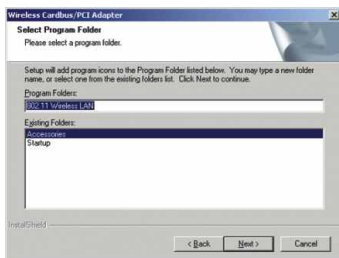 Wireless Cardbus/PCI Adapter
Select Program Folder
Please select a program folder.
Setup will add program icons to the Program Folder listed below. You may type a new folder
name, or select one from the existing folders list. Click Next to continue.
Program Folders:
802.11 Wireless LAN
Existing Folders:
Accessories
Startup
InstallShield
< Back
Next >
Cancel